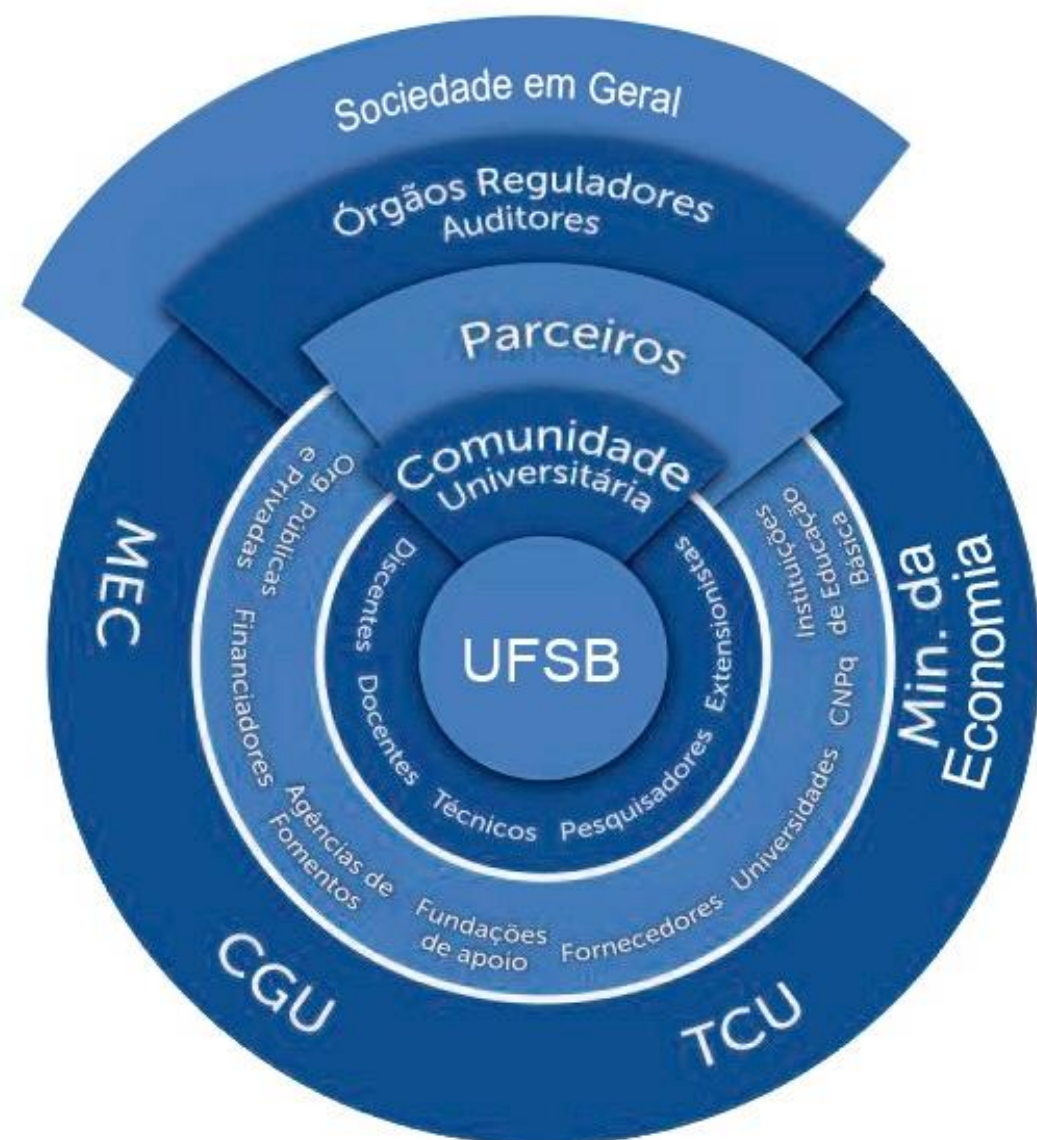 Sociedade em Geral
Órgãos Reguladores
Auditores
Parceiros
Comunidade
Universitária
UFSB
Discentes
Docentes
Técnicos
Pesquisadores
Extensionistas
Org. Públicas
e Privadas
Financiadores
Agências de
Fomentos
Fundações
de apoio
Fornecedores
Universidades
CNPq
Instituições
de Educação
Básica
MEC
CGU
TCU
Min. da
Economia